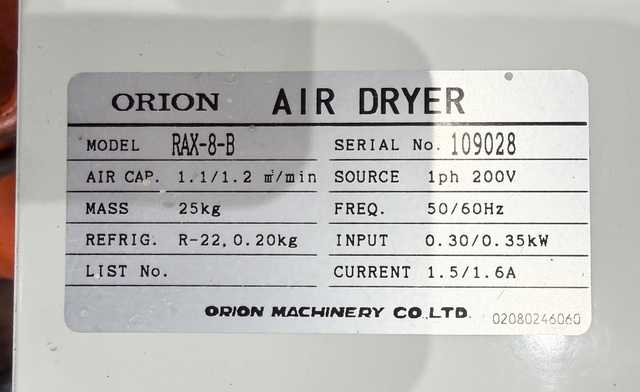 ORION AIR DRYER
MODEL RAX-8-B SERIAL No. 109028
AIR CAP. 1.1/1.2 m³/min SOURCE 1ph 200V
MASS 25kg FREQ. 50/60Hz
REFRIG. R-22, 0.20kg INPUT 0.30/0.35kW
LIST No. CURRENT 1.5/1.6A
ORION MACHINERY CO.,LTD. 02080246060